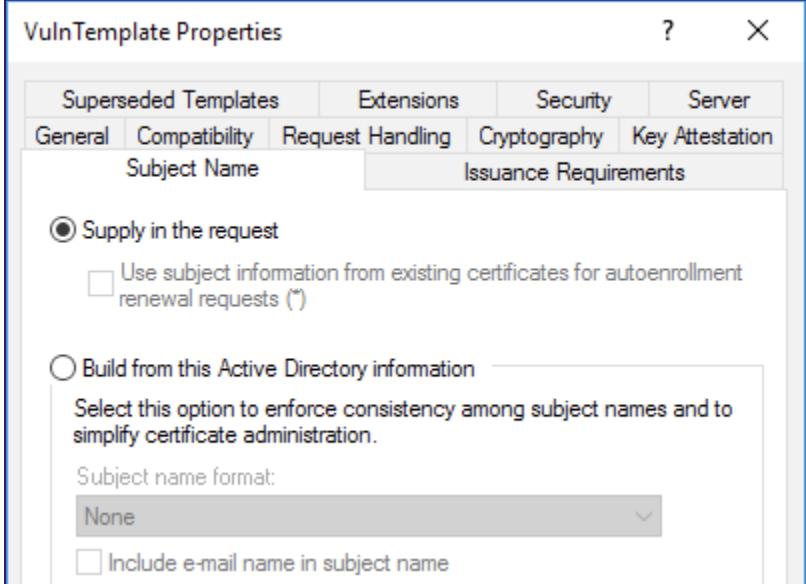 VulnTemplate Properties ? ×
Superseded Templates Extensions Security Server
General Compatibility Request Handling Cryptography Key Attestation
Subject Name Issuance Requirements
Supply in the request
Use subject information from existing certificates for autoenrollment
renewal requests (*)
Build from this Active Directory information
Select this option to enforce consistency among subject names and to
simplify certificate administration.
Subject name format:
None
Include e-mail name in subject name